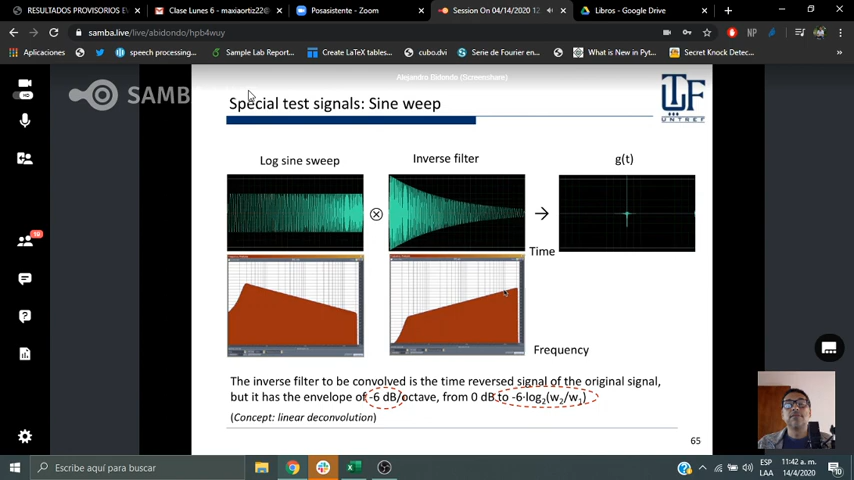 RESULTADOS PROVISORIOS E
Clase Lunes 6 - maxiaortiz22@
Posasistente - Zoom
Session On 04/14/2020 12
Libros - Google Drive
samba.live/live/abidondo/hpb4wuy
Aplicaciones
speech processing...
Sample Lab Report...
Create LaTeX tables...
cubo.dvi
Serie de Fourier en...
What is New in Pyt...
Secret Knock Detec...
Alejandro Bidondo (Screenshare)
SAMB
HD
Special test signals: Sine weep
UNTREF
Log sine sweep
Inverse filter
g(t)
Time
10
Frequency
The inverse filter to be convolved is the time reversed signal of the original signal,
but it has the envelope of -6 dB/octave, from 0 dB to -6·log₂(w₂/w₁)
(Concept: linear deconvolution)
65
Escribe aquí para buscar
ESP
LAA
11:42 a. m.
14/4/2020
10